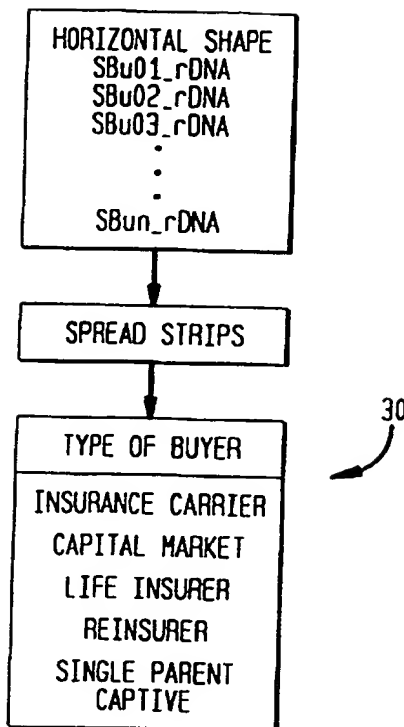 HORIZONTAL SHAPE
SBu01_rDNA
SBu02_rDNA
SBu03_rDNA
.
.
.
SBun_rDNA
SPREAD STRIPS
30
TYPE OF BUYER
INSURANCE CARRIER
CAPITAL MARKET
LIFE INSURER
REINSURER
SINGLE PARENT
CAPTIVE